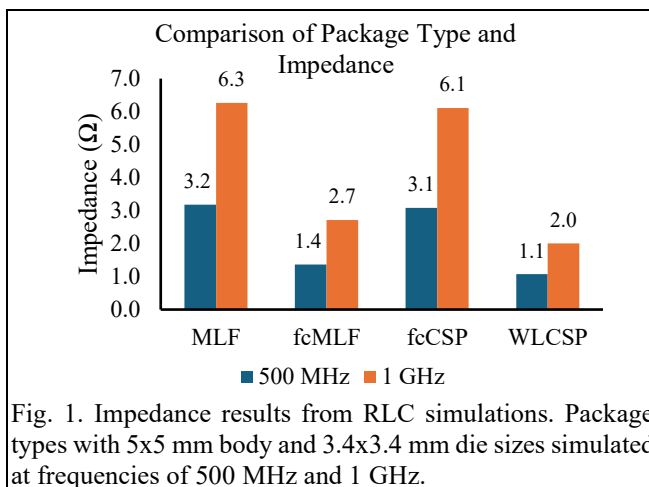 Comparison of Package Type and
Impedance
Impedance (Ω)
7.0
6.0
5.0
4.0
3.0
2.0
1.0
0.0
3.2
6.3
1.4
2.7
3.1
6.1
1.1
2.0
MLF fcMLF fcCSP WLCSP
500 MHz 1 GHz
Fig. 1. Impedance results from RLC simulations. Package
types with 5x5 mm body and 3.4x3.4 mm die sizes simulated
at frequencies of 500 MHz and 1 GHz.